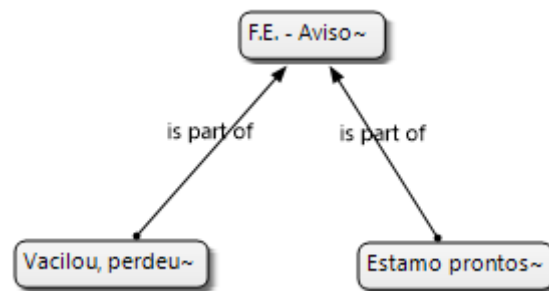 F.E. - Aviso~
is part of
is part of
Vacilou, perdeu~
Estamo prontos~